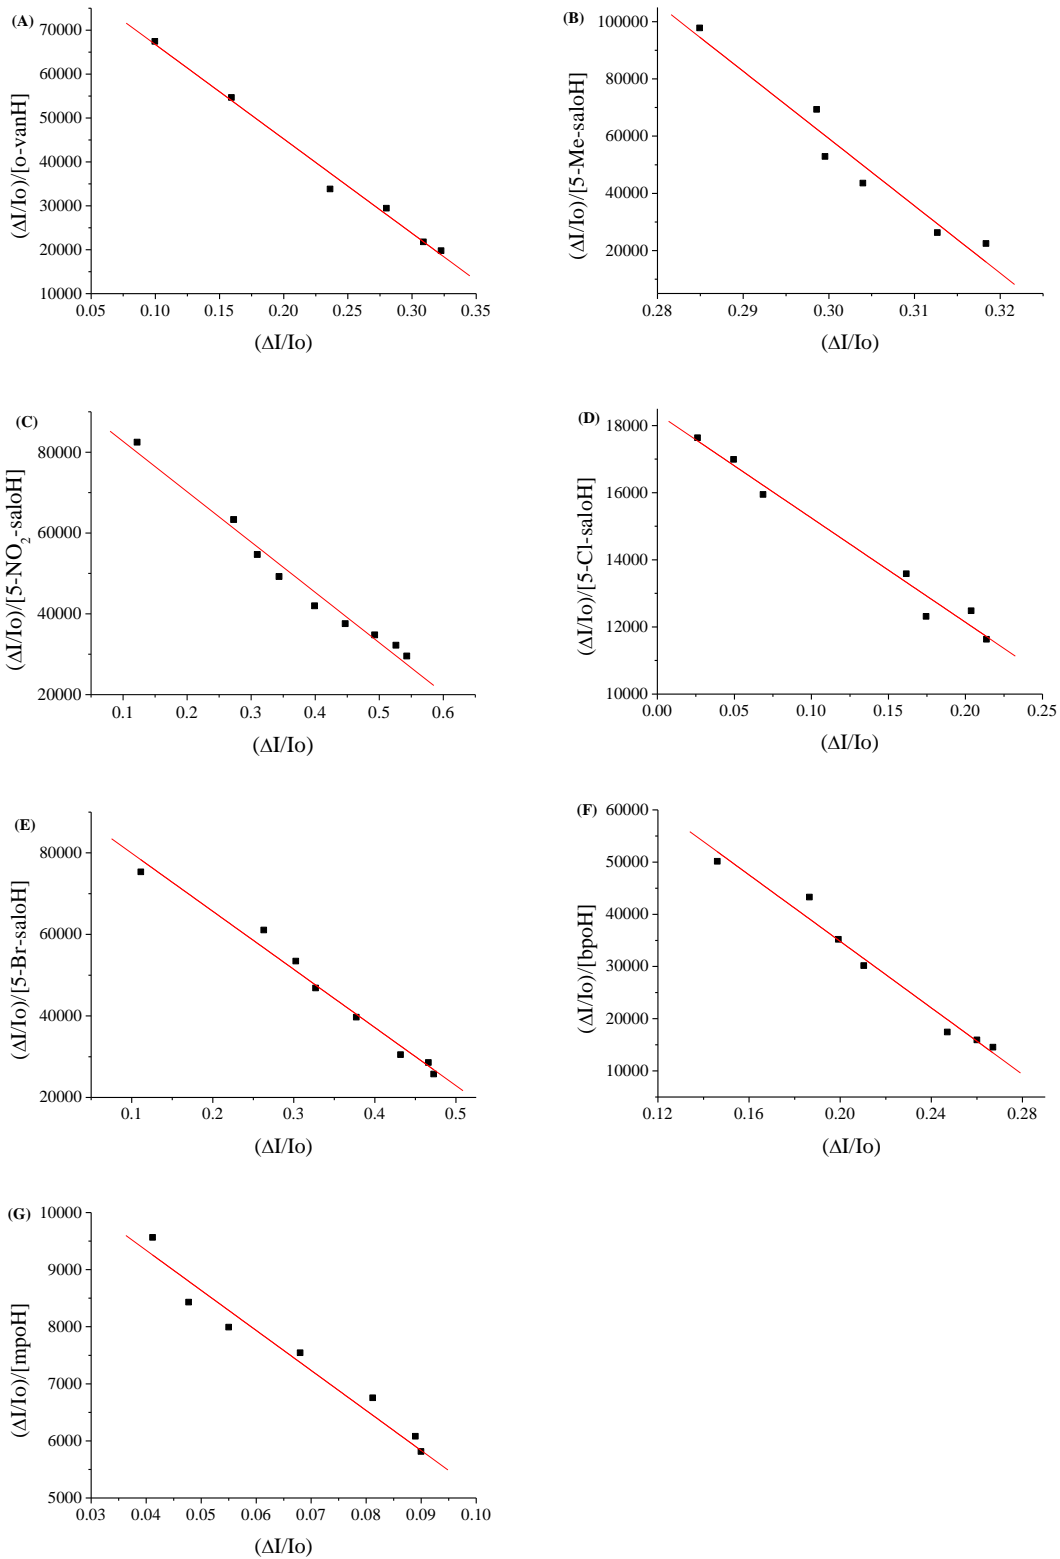 (A)
70000
60000
50000
40000
30000
20000
10000
0.05 0.10 0.15 0.20 0.25 0.30 0.35
(ΔI/Io)/[o-vanH]
(ΔI/Io)
(B)
100000
80000
60000
40000
20000
0.28 0.29 0.30 0.31 0.32
(ΔI/Io)/[5-Me-saloH]
(ΔI/Io)
(C)
80000
60000
40000
20000
0.1 0.2 0.3 0.4 0.5 0.6
(ΔI/Io)/[5-NO₂-saloH]
(ΔI/Io)
(D)
18000
16000
14000
12000
10000
0.00 0.05 0.10 0.15 0.20 0.25
(ΔI/Io)/[5-Cl-saloH]
(ΔI/Io)
(E)
80000
60000
40000
20000
0.1 0.2 0.3 0.4 0.5
(ΔI/Io)/[5-Br-saloH]
(ΔI/Io)
(F)
60000
50000
40000
30000
20000
10000
0.12 0.16 0.20 0.24 0.28
(ΔI/Io)/[bpoH]
(ΔI/Io)
(G)
10000
9000
8000
7000
6000
5000
0.03 0.04 0.05 0.06 0.07 0.08 0.09 0.10
(ΔI/Io)/[mpoH]
(ΔI/Io)